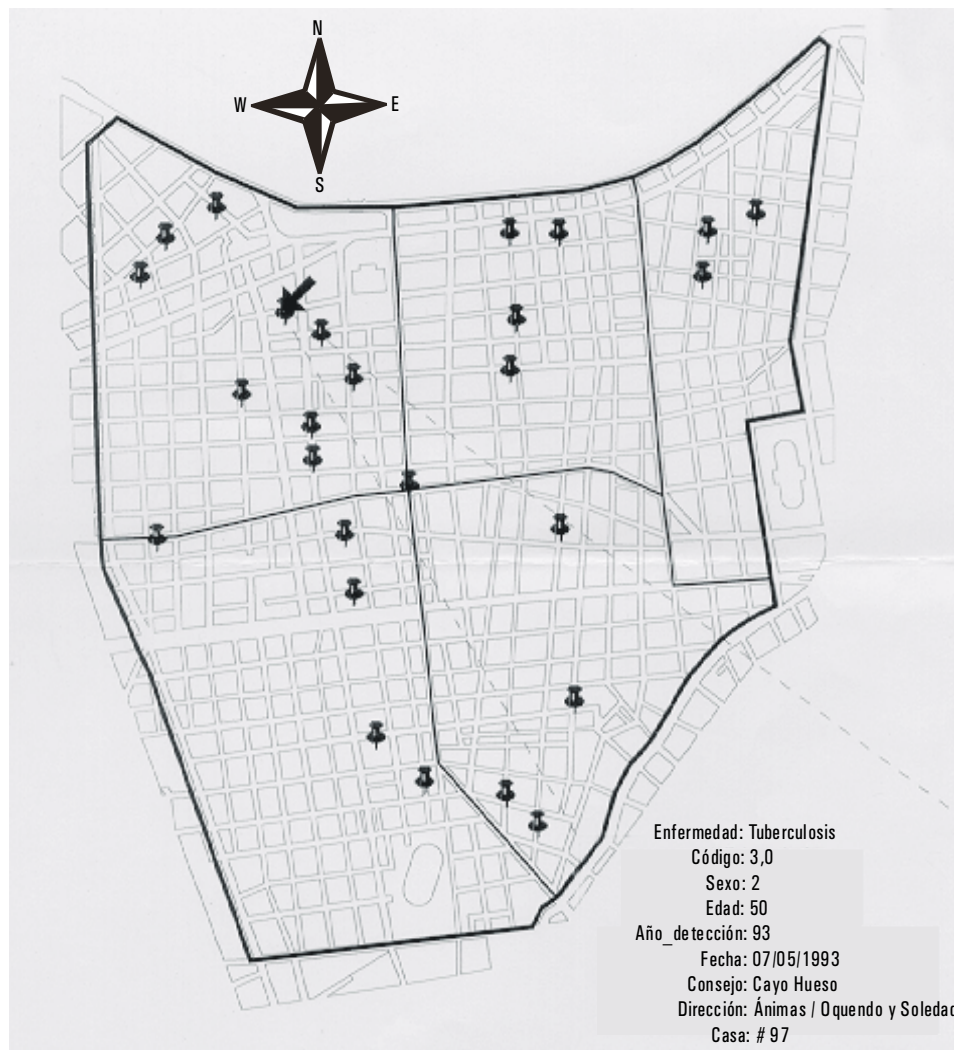 N
W E
S
Enfermedad: Tuberculosis
Código: 3,0
Sexo: 2
Edad: 50
Año_detección: 93
Fecha: 07/05/1993
Consejo: Cayo Hueso
Dirección: Ánimas / Oquendo y Soledad
Casa: # 97